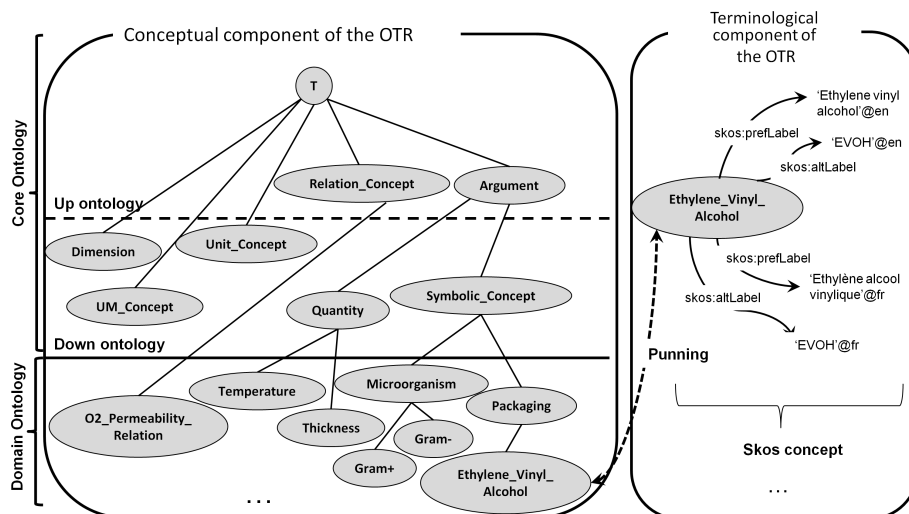 Conceptual component of the OTR
Terminological
component of
the OTR
Core Ontology
Domain Ontology
T
Relation_Concept
Argument
Up ontology
Dimension
Unit_Concept
UM_Concept
Quantity
Symbolic_Concept
Down ontology
Temperature
Microorganism
O2_Permeability_
Relation
Thickness
Packaging
Gram-
Gram+
Ethylene_Vinyl_
Alcohol
...
'Ethylene vinyl
alcohol'@en
skos:prefLabel
'EVOH'@en
skos:altLabel
Ethylene_Vinyl_
Alcohol
skos:prefLabel
'Ethylène alcool
vinylique'@fr
skos:altLabel
'EVOH'@fr
Punning
Skos concept
...